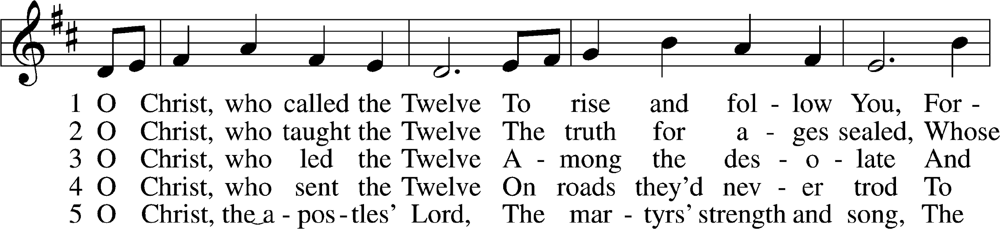 1 O Christ, who called the Twelve To rise and fol - low You, For -
2 O Christ, who taught the Twelve The truth for a - ges sealed, Whose
3 O Christ, who led the Twelve A - mong the des - o - late And
4 O Christ, who sent the Twelve On roads they'd nev - er trod To
5 O Christ, the a - pos - tles' Lord, The mar - tyrs' strength and song, The